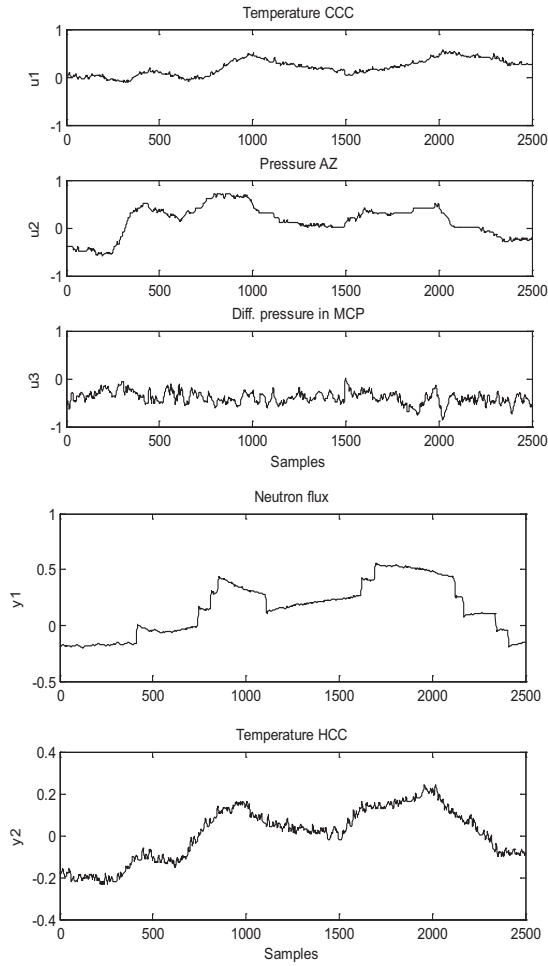 Temperature CCC
1
0
-1
u1
0 500 1000 1500 2000 2500
Pressure AZ
1
0
-1
u2
0 500 1000 1500 2000 2500
Diff. pressure in MCP
1
0
-1
u3
0 500 1000 1500 2000 2500
Samples
Neutron flux
1
0.5
0
-0.5
y1
0 500 1000 1500 2000 2500
Temperature HCC
0.4
0.2
0
-0.2
-0.4
y2
0 500 1000 1500 2000 2500
Samples